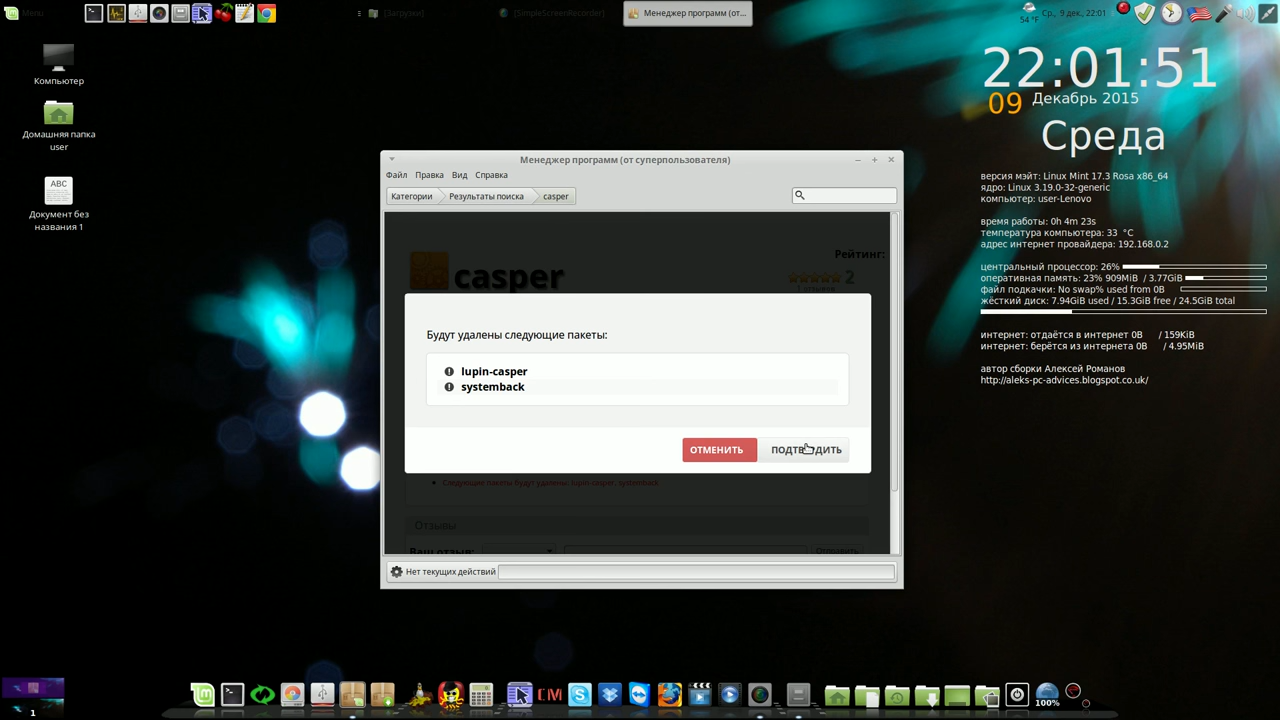 Menu
[Загрузки]
[SimpleScreenRecorder]
Менеджер программ (от...
54 °F
Ср., 9 дек., 22:01
Компьютер
Домашняя папка
user
ABC
Документ без
названия 1
22:01:51
09 Декабрь 2015
Среда
версия мэйт: Linux Mint 17.3 Rosa x86_64
ядро: Linux 3.19.0-32-generic
компьютер: user-Lenovo
время работы: 0h 4m 23s
температура компьютера: 33 °C
адрес интернет провайдера: 192.168.0.2
центральный процессор: 26%
оперативная память: 23% 909MiB / 3.77GiB
файл подкачки: No swap% used from 0B
жёсткий диск: 7.94GiB used / 15.3GiB free / 24.5GiB total
интернет: отдаётся в интернет 0B / 159KiB
интернет: берётся из интернета 0B / 4.95MiB
автор сборки Алексей Романов
http://aleks-pc-advices.blogspot.co.uk/
Менеджер программ (от суперпользователя)
Файл Правка Вид Справка
Категории Результаты поиска casper
Рейтинг:
casper
2
Будут удалены следующие пакеты:
lupin-casper
systemback
ОТМЕНИТЬ ПОДТВЕРДИТЬ
Следующие пакеты будут удалены: lupin-casper, systemback
Отзывы
Ваш отзыв:
Отправить
Нет текущих действий
CM
100%
1